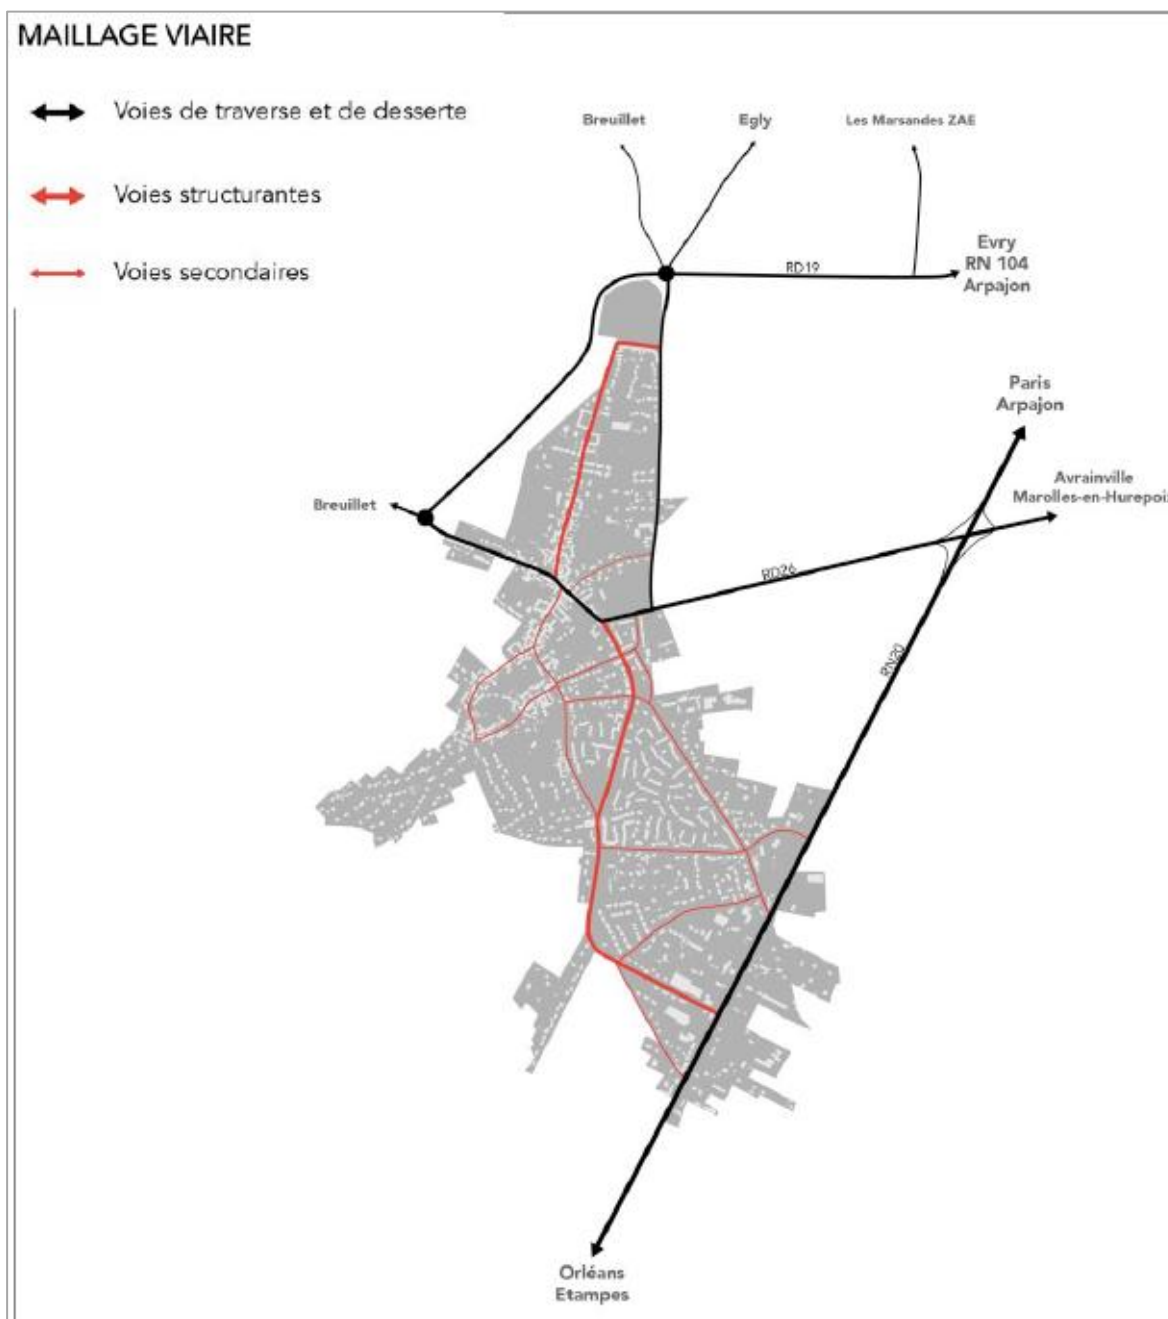 MAILLAGE VIAIRE
Voies de traverse et de desserte
Voies structurantes
Voies secondaires
Breuillet
Egly
Les Marsandes ZAE
Evry
RN 104
Arpajon
RD19
Paris
Arpajon
Avrainville
Marolles-en-Hurepoix
Breuillet
RD26
RN20
Orléans
Etampes